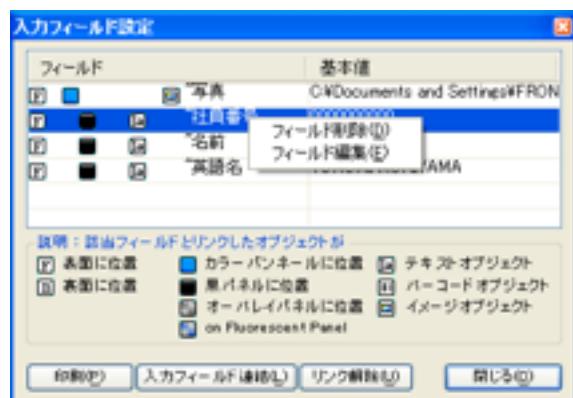 入力フィールド設定
フィールド 基本値
写真 C:¥Documents and Settings¥FRON
社員番号
フィールド削除(D)
名前
フィールド編集(E)
英語名
説明：該当フィールドとリンクしたオブジェクトが
表面に位置 カラーパンネールに位置 テキストオブジェクト
裏面に位置 黒パネルに位置 バーコードオブジェクト
オーバレイパネルに位置 イメージオブジェクト
on Fluorescent Panel
印刷(P) 入力フィールド連結(L) リンク解除(U) 閉じる(O)